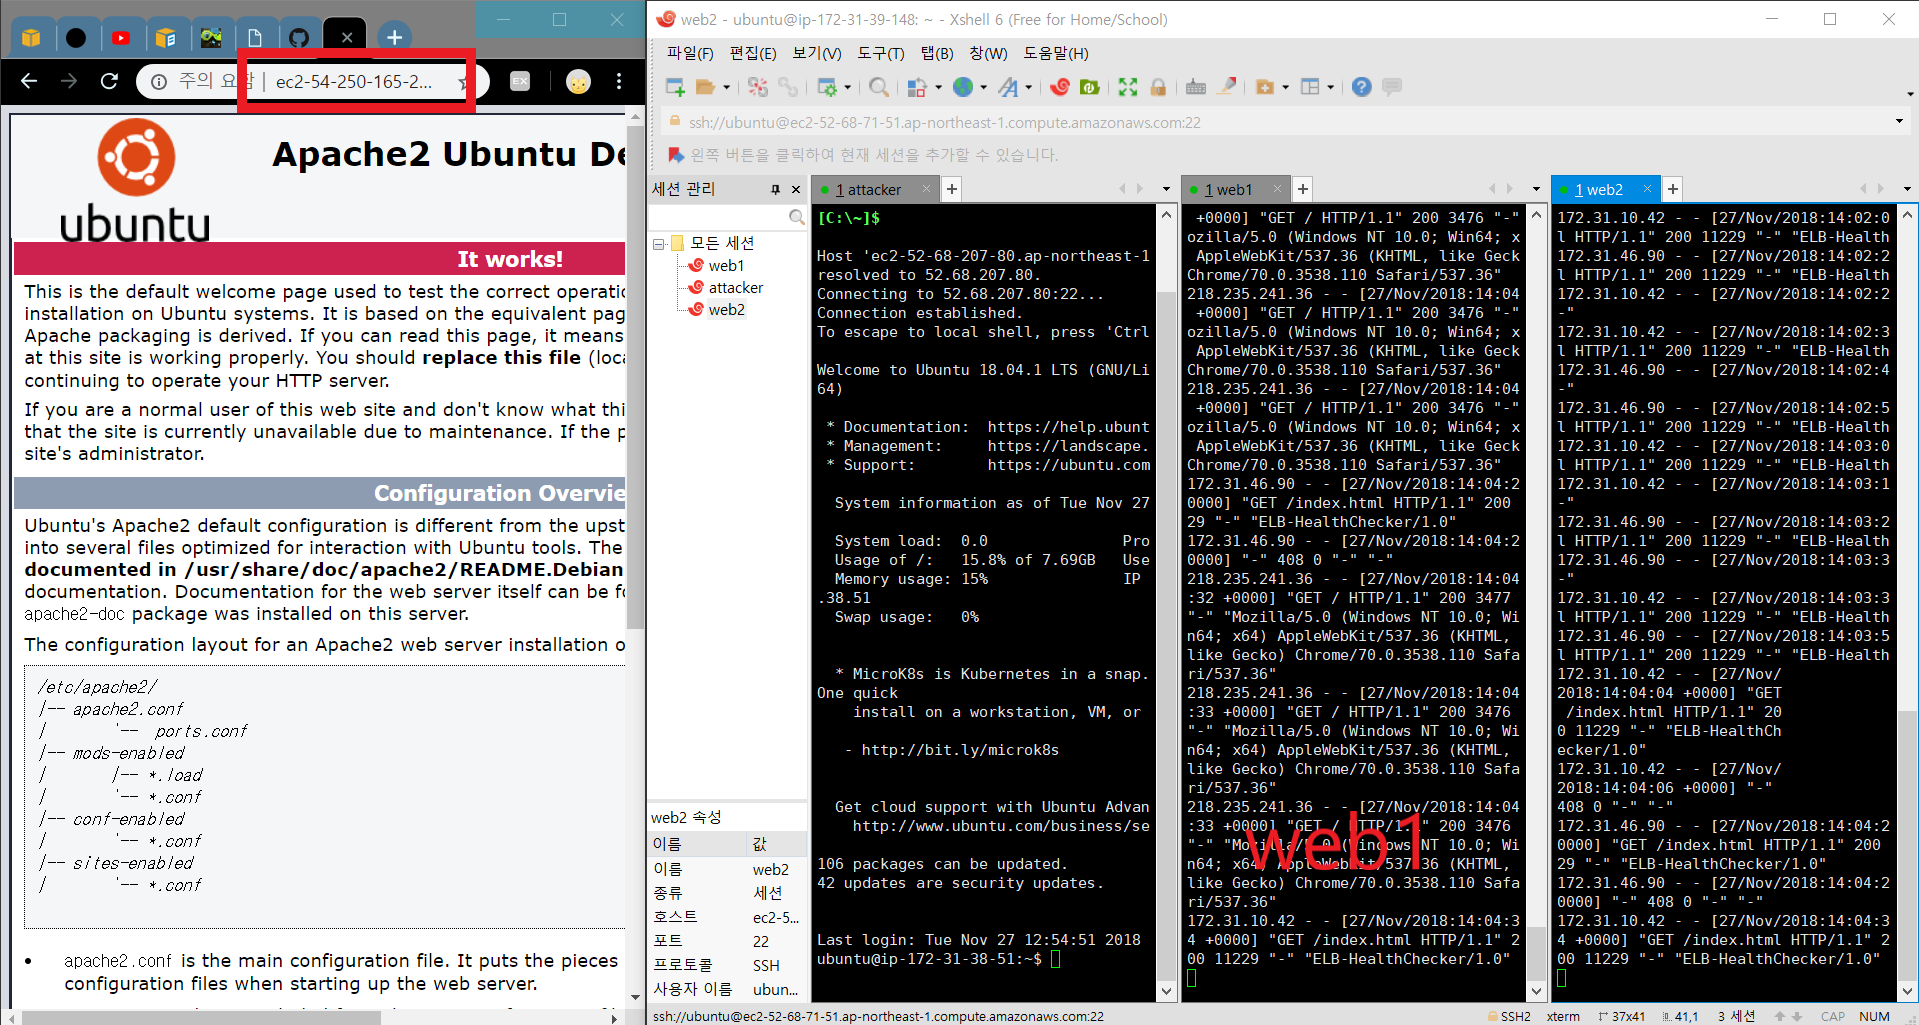 주의 요함 | ec2-54-250-165-2...
ubuntu
Apache2 Ubuntu De
It works!
This is the default welcome page used to test the correct operatio
installation on Ubuntu systems. It is based on the equivalent pag
Apache packaging is derived. If you can read this page, it means
at this site is working properly. You should replace this file (loca
continuing to operate your HTTP server.
If you are a normal user of this web site and don't know what thi
that the site is currently unavailable due to maintenance. If the p
site's administrator.
Configuration Overvie
Ubuntu's Apache2 default configuration is different from the upst
into several files optimized for interaction with Ubuntu tools. The
documented in /usr/share/doc/apache2/README.Debian
documentation. Documentation for the web server itself can be fo
apache2-doc package was installed on this server.
The configuration layout for an Apache2 web server installation o
/etc/apache2/
|-- apache2.conf
|       `--  ports.conf
|-- mods-enabled
|       |-- *.load
|       `-- *.conf
|-- conf-enabled
|       `-- *.conf
|-- sites-enabled
|       `-- *.conf
• apache2.conf is the main configuration file. It puts the pieces
configuration files when starting up the web server.
web2 - ubuntu@ip-172-31-39-148: ~ - Xshell 6 (Free for Home/School)
파일(F) 편집(E) 보기(V) 도구(T) 탭(B) 창(W) 도움말(H)
ssh://ubuntu@ec2-52-68-71-51.ap-northeast-1.compute.amazonaws.com:22
왼쪽 버튼을 클릭하여 현재 세션을 추가할 수 있습니다.
세션 관리
모든 세션
web1
attacker
web2
web2 속성
이름 값
이름 web2
종류 세션
호스트 ec2-5...
포트 22
프로토콜 SSH
사용자 이름 ubun...
1 attacker
[C:\~]$
Host 'ec2-52-68-207-80.ap-northeast-1
resolved to 52.68.207.80.
Connecting to 52.68.207.80:22...
Connection established.
To escape to local shell, press 'Ctrl
Welcome to Ubuntu 18.04.1 LTS (GNU/Li
64)
* Documentation:  https://help.ubunt
* Management:     https://landscape.
* Support:        https://ubuntu.com
System information as of Tue Nov 27
System load:  0.0               Pro
Usage of /:   15.8% of 7.69GB   Use
Memory usage: 15%               IP
.38.51
Swap usage:   0%
* MicroK8s is Kubernetes in a snap.
One quick
install on a workstation, VM, or
- http://bit.ly/microk8s
Get cloud support with Ubuntu Advan
http://www.ubuntu.com/business/se
106 packages can be updated.
42 updates are security updates.
Last login: Tue Nov 27 12:54:51 2018
ubuntu@ip-172-31-38-51:~$
1 web1
+0000] "GET / HTTP/1.1" 200 3476 "-"
ozilla/5.0 (Windows NT 10.0; Win64; x
AppleWebKit/537.36 (KHTML, like Geck
Chrome/70.0.3538.110 Safari/537.36"
218.235.241.36 - - [27/Nov/2018:14:04
+0000] "GET / HTTP/1.1" 200 3476 "-"
ozilla/5.0 (Windows NT 10.0; Win64; x
AppleWebKit/537.36 (KHTML, like Geck
Chrome/70.0.3538.110 Safari/537.36"
218.235.241.36 - - [27/Nov/2018:14:04
+0000] "GET / HTTP/1.1" 200 3476 "-"
ozilla/5.0 (Windows NT 10.0; Win64; x
AppleWebKit/537.36 (KHTML, like Geck
Chrome/70.0.3538.110 Safari/537.36"
172.31.46.90 - - [27/Nov/2018:14:04:2
0000] "GET /index.html HTTP/1.1" 200
29 "-" "ELB-HealthChecker/1.0"
172.31.46.90 - - [27/Nov/2018:14:04:2
0000] "-" 408 0 "-" "-"
218.235.241.36 - - [27/Nov/2018:14:04
:32 +0000] "GET / HTTP/1.1" 200 3477
"-" "Mozilla/5.0 (Windows NT 10.0; Wi
n64; x64) AppleWebKit/537.36 (KHTML,
like Gecko) Chrome/70.0.3538.110 Safa
ri/537.36"
218.235.241.36 - - [27/Nov/2018:14:04
:33 +0000] "GET / HTTP/1.1" 200 3476
"-" "Mozilla/5.0 (Windows NT 10.0; Wi
n64; x64) AppleWebKit/537.36 (KHTML,
like Gecko) Chrome/70.0.3538.110 Safa
ri/537.36"
218.235.241.36 - - [27/Nov/2018:14:04
:33 +0000] "GET / HTTP/1.1" 200 3476
"-" "Mozilla/5.0 (Windows NT 10.0; Wi
n64; x64) AppleWebKit/537.36 (KHTML,
like Gecko) Chrome/70.0.3538.110 Safa
ri/537.36"
172.31.10.42 - - [27/Nov/2018:14:04:3
4 +0000] "GET /index.html HTTP/1.1" 2
00 11229 "-" "ELB-HealthChecker/1.0"
web1
1 web2
172.31.10.42 - - [27/Nov/2018:14:02:0
l HTTP/1.1" 200 11229 "-" "ELB-Health
172.31.46.90 - - [27/Nov/2018:14:02:2
l HTTP/1.1" 200 11229 "-" "ELB-Health
172.31.10.42 - - [27/Nov/2018:14:02:2
-"
172.31.10.42 - - [27/Nov/2018:14:02:3
l HTTP/1.1" 200 11229 "-" "ELB-Health
172.31.46.90 - - [27/Nov/2018:14:02:4
-"
172.31.46.90 - - [27/Nov/2018:14:02:5
l HTTP/1.1" 200 11229 "-" "ELB-Health
172.31.10.42 - - [27/Nov/2018:14:03:0
l HTTP/1.1" 200 11229 "-" "ELB-Health
172.31.10.42 - - [27/Nov/2018:14:03:1
-"
172.31.46.90 - - [27/Nov/2018:14:03:2
l HTTP/1.1" 200 11229 "-" "ELB-Health
172.31.46.90 - - [27/Nov/2018:14:03:3
-"
172.31.10.42 - - [27/Nov/2018:14:03:3
l HTTP/1.1" 200 11229 "-" "ELB-Health
172.31.46.90 - - [27/Nov/2018:14:03:5
l HTTP/1.1" 200 11229 "-" "ELB-Health
172.31.10.42 - - [27/Nov/
2018:14:04:04 +0000] "GET
/index.html HTTP/1.1" 20
0 11229 "-" "ELB-HealthCh
ecker/1.0"
172.31.10.42 - - [27/Nov/
2018:14:04:06 +0000] "-"
408 0 "-" "-"
172.31.46.90 - - [27/Nov/2018:14:04:2
0000] "GET /index.html HTTP/1.1" 200
29 "-" "ELB-HealthChecker/1.0"
172.31.46.90 - - [27/Nov/2018:14:04:2
0000] "-" 408 0 "-" "-"
172.31.10.42 - - [27/Nov/2018:14:04:3
4 +0000] "GET /index.html HTTP/1.1" 2
00 11229 "-" "ELB-HealthChecker/1.0"
ssh://ubuntu@ec2-52-68-71-51.ap-northeast-1.compute.amazonaws.com:22
SSH2 xterm 37x41 41,1 3 세션 CAP NUM